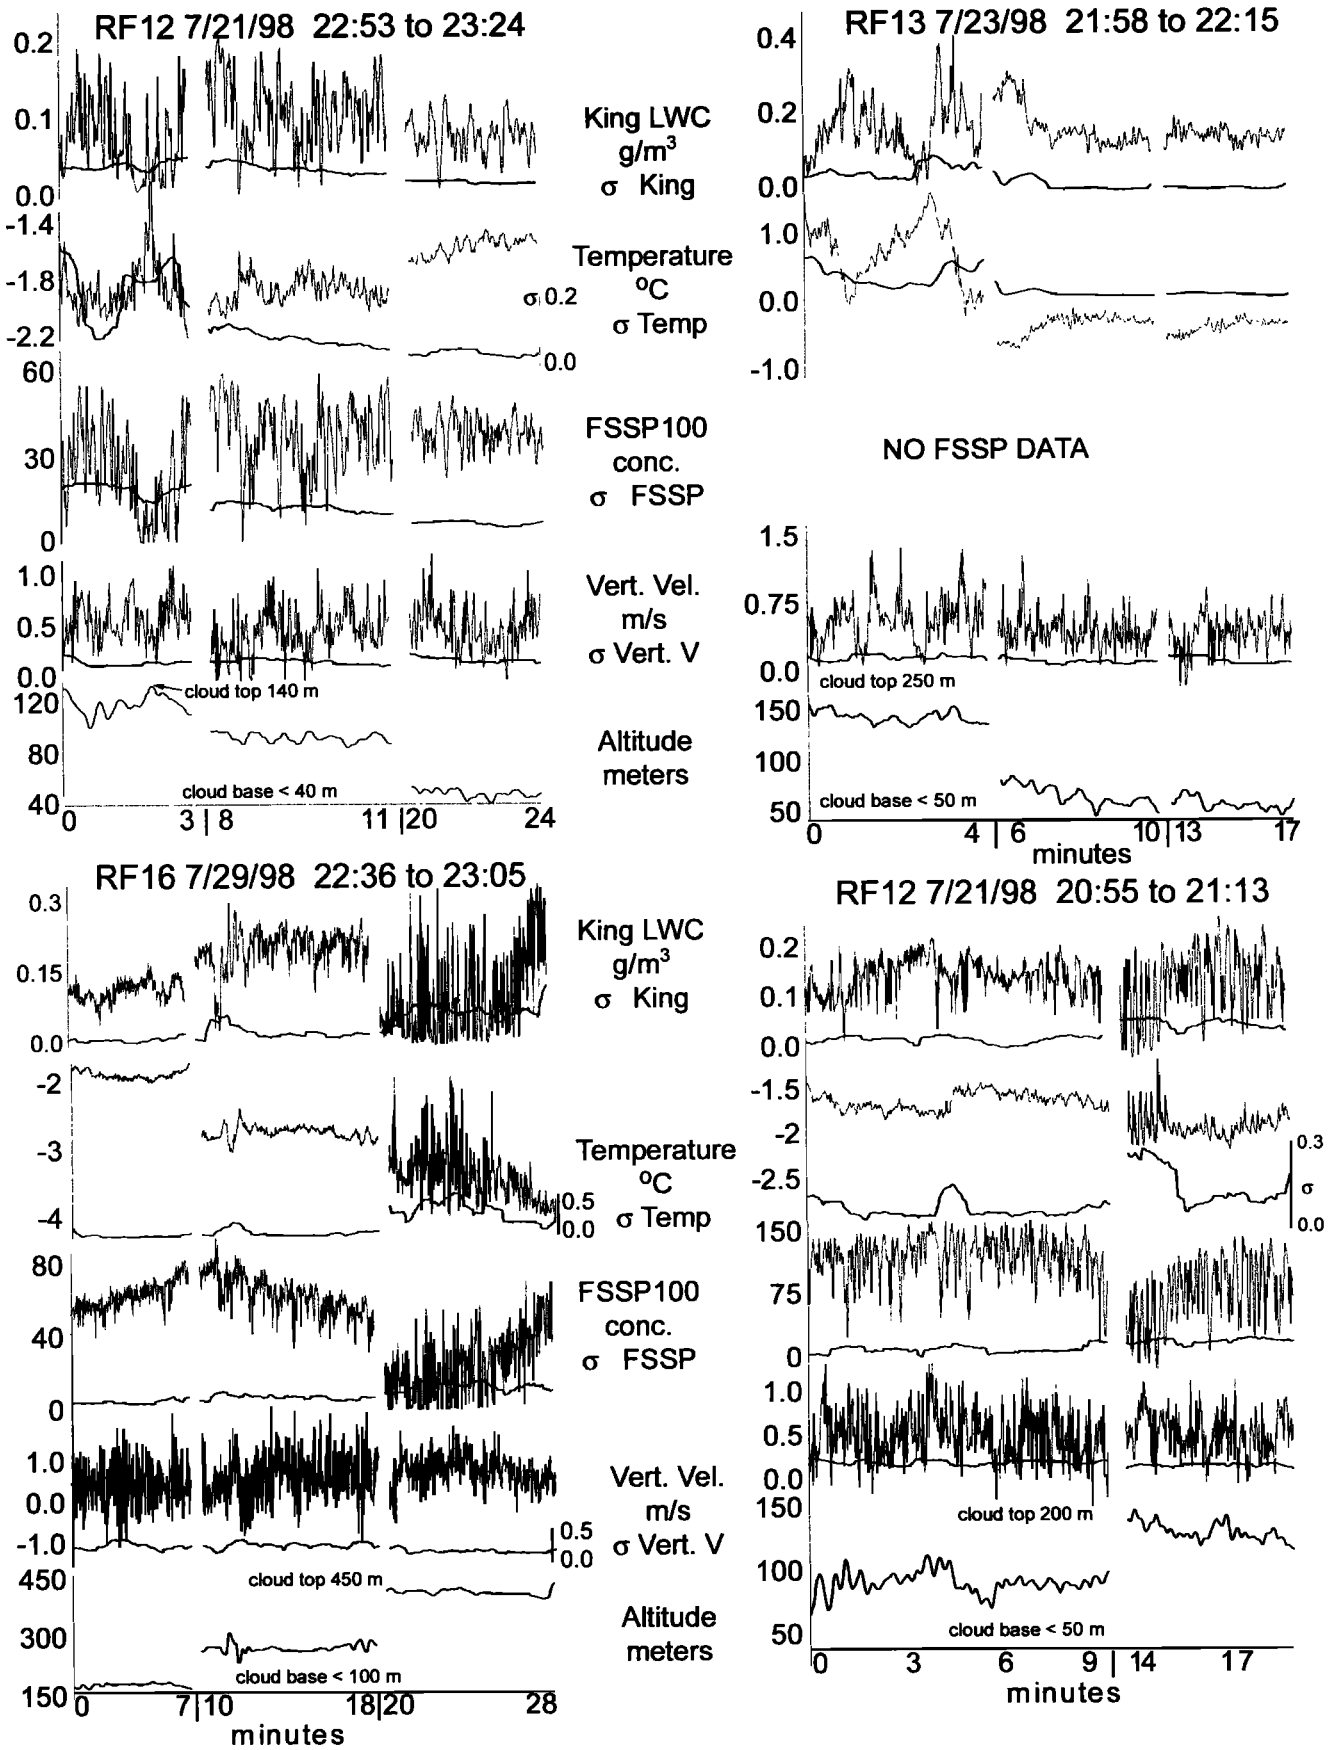 RF12 7/21/98 22:53 to 23:24
0.2
0.1
0.0
King LWC
g/m³
σ King
-1.4
-1.8
-2.2
Temperature
°C
σ Temp
σ 0.2
0.0
60
30
0
FSSP100
conc.
σ FSSP
1.0
0.5
0.0
Vert. Vel.
m/s
σ Vert. V
120
80
40
cloud top 140 m
cloud base < 40 m
Altitude
meters
0 3 | 8 11 | 20 24
RF13 7/23/98 21:58 to 22:15
0.4
0.2
0.0
1.0
0.0
-1.0
NO FSSP DATA
1.5
0.75
0.0
cloud top 250 m
150
100
50
cloud base < 50 m
0 4 | 6 10 | 13 17
minutes
RF16 7/29/98 22:36 to 23:05
0.3
0.15
0.0
King LWC
g/m³
σ King
-2
-3
-4
Temperature
°C
σ Temp
0.5
0.0
80
40
0
FSSP100
conc.
σ FSSP
1.0
0.0
-1.0
Vert. Vel.
m/s
σ Vert. V
0.5
0.0
450
300
150
cloud top 450 m
cloud base < 100 m
Altitude
meters
0 7 | 10 18 | 20 28
minutes
RF12 7/21/98 20:55 to 21:13
0.2
0.1
0.0
-1.5
-2
-2.5
0.3
σ
0.0
150
75
0
1.0
0.5
0.0
cloud top 200 m
150
100
50
cloud base < 50 m
0 3 6 9 | 14 17
minutes